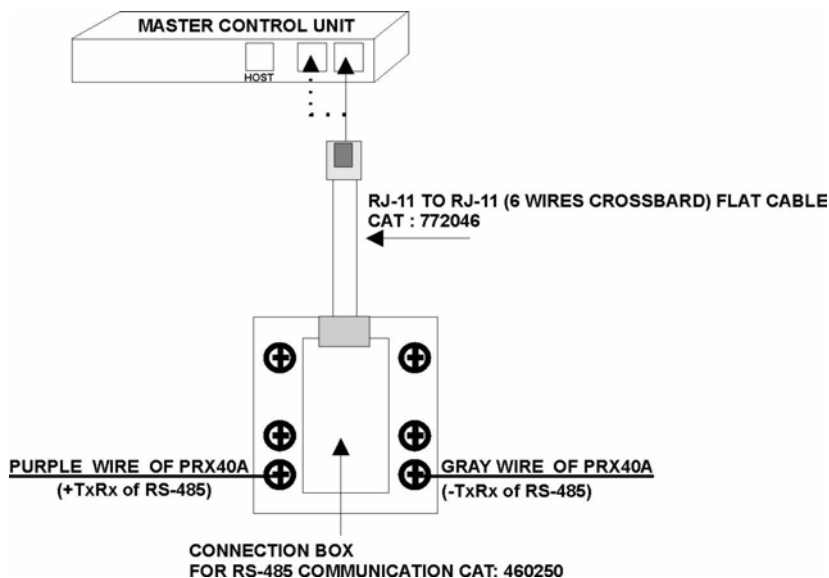 MASTER CONTROL UNIT
HOST
RJ-11 TO RJ-11 (6 WIRES CROSSBARD) FLAT CABLE
CAT : 772046
PURPLE WIRE OF PRX40A
(+TxRx of RS-485)
GRAY WIRE OF PRX40A
(-TxRx of RS-485)
CONNECTION BOX
FOR RS-485 COMMUNICATION CAT: 460250